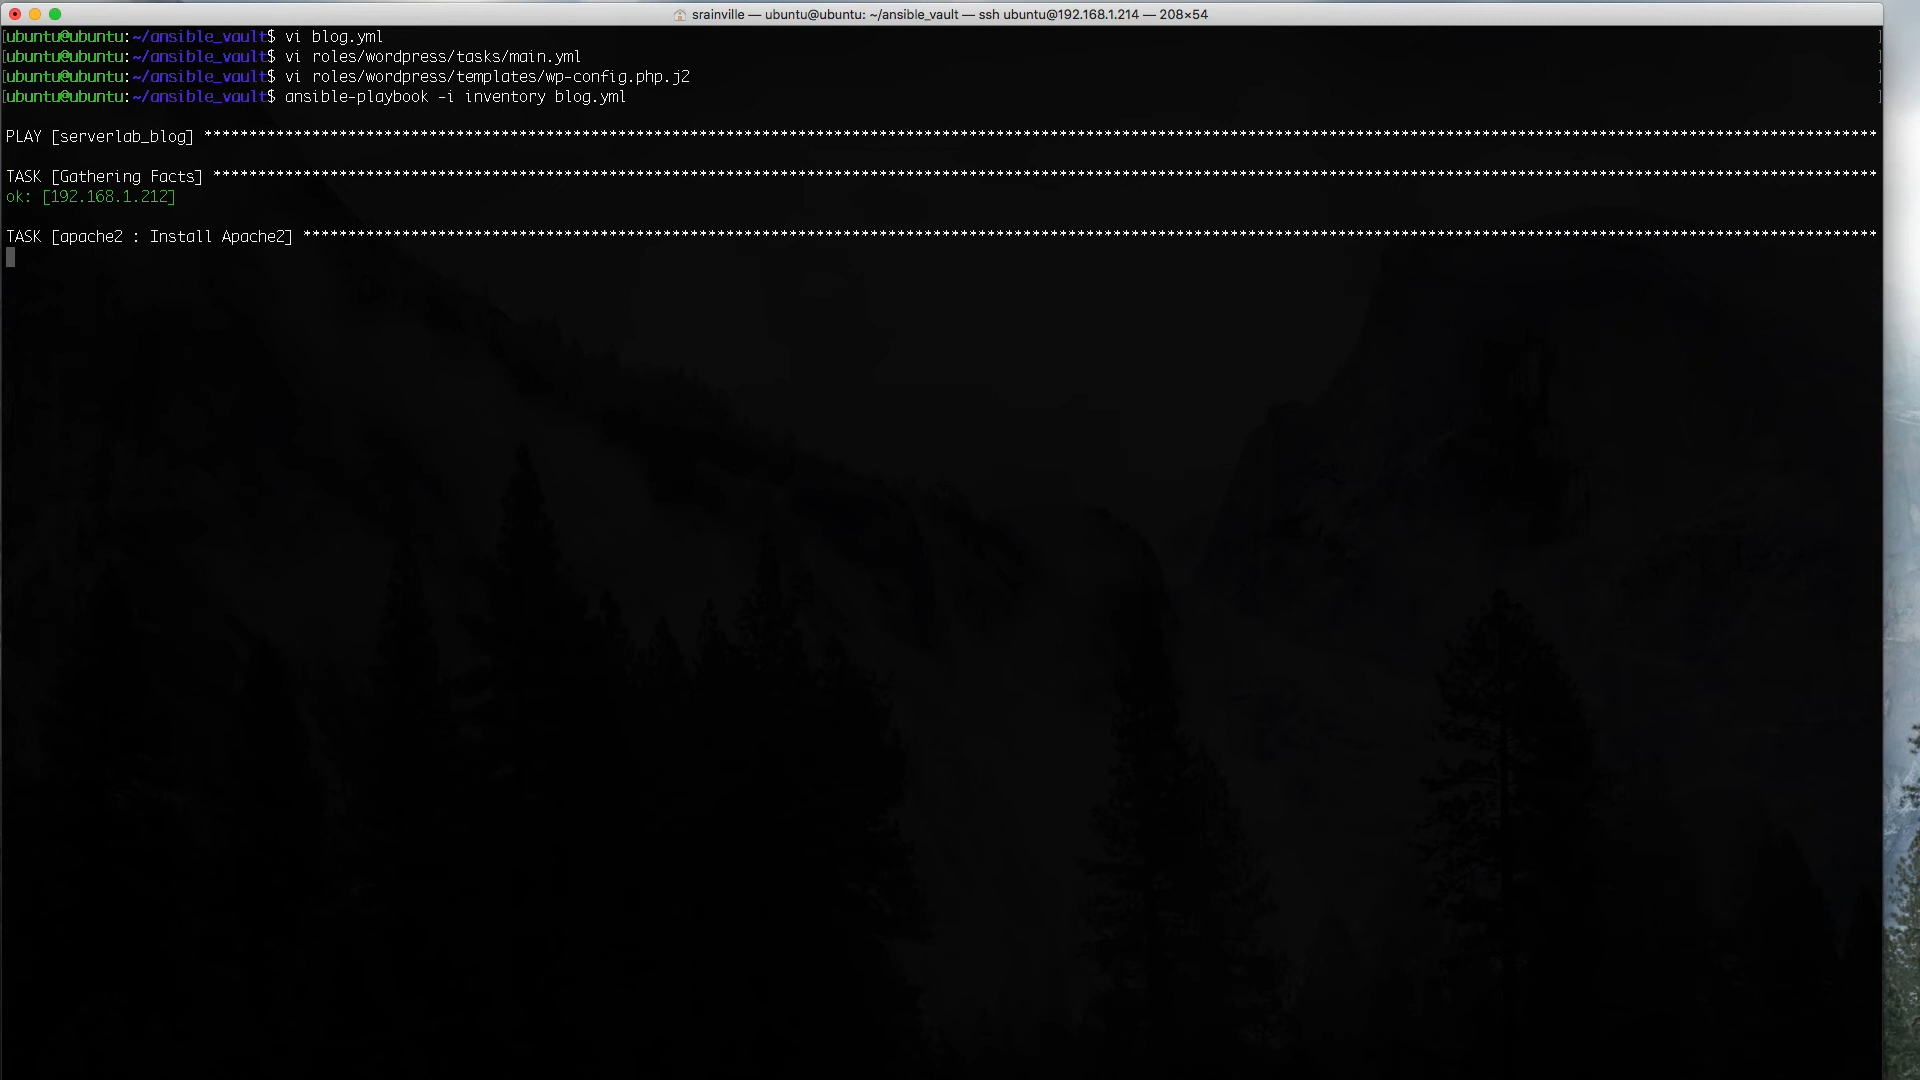 srainville — ubuntu@ubuntu: ~/ansible_vault — ssh ubuntu@192.168.1.214 — 208×54
[ubuntu@ubuntu:~/ansible_vault$ vi blog.yml ]
[ubuntu@ubuntu:~/ansible_vault$ vi roles/wordpress/tasks/main.yml ]
[ubuntu@ubuntu:~/ansible_vault$ vi roles/wordpress/templates/wp-config.php.j2 ]
[ubuntu@ubuntu:~/ansible_vault$ ansible-playbook -i inventory blog.yml ]
PLAY [serverlab_blog] ******************************************************************************************************************************************************************************************
TASK [Gathering Facts] *****************************************************************************************************************************************************************************************
ok: [192.168.1.212]
TASK [apache2 : Install Apache2] *******************************************************************************************************************************************************************************